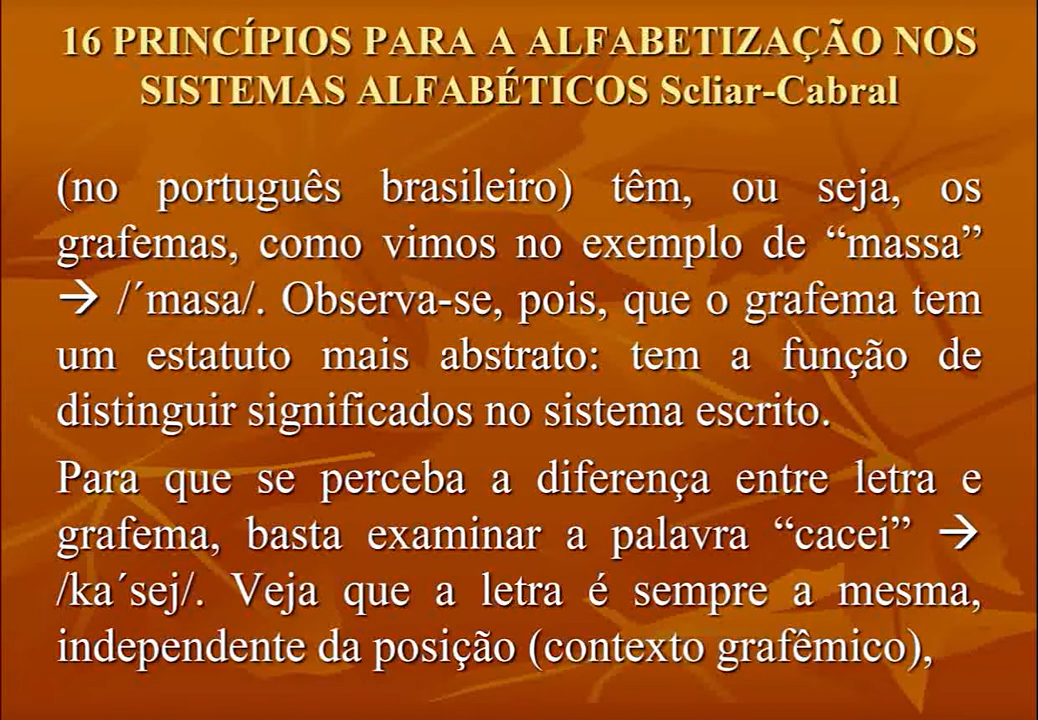 16 PRINCÍPIOS PARA A ALFABETIZAÇÃO NOS
SISTEMAS ALFABÉTICOS Scliar-Cabral
(no português brasileiro) têm, ou seja, os
grafemas, como vimos no exemplo de “massa”
→ /´masa/. Observa-se, pois, que o grafema tem
um estatuto mais abstrato: tem a função de
distinguir significados no sistema escrito.
Para que se perceba a diferença entre letra e
grafema, basta examinar a palavra “cacei” →
/ka´sej/. Veja que a letra é sempre a mesma,
independente da posição (contexto grafêmico),